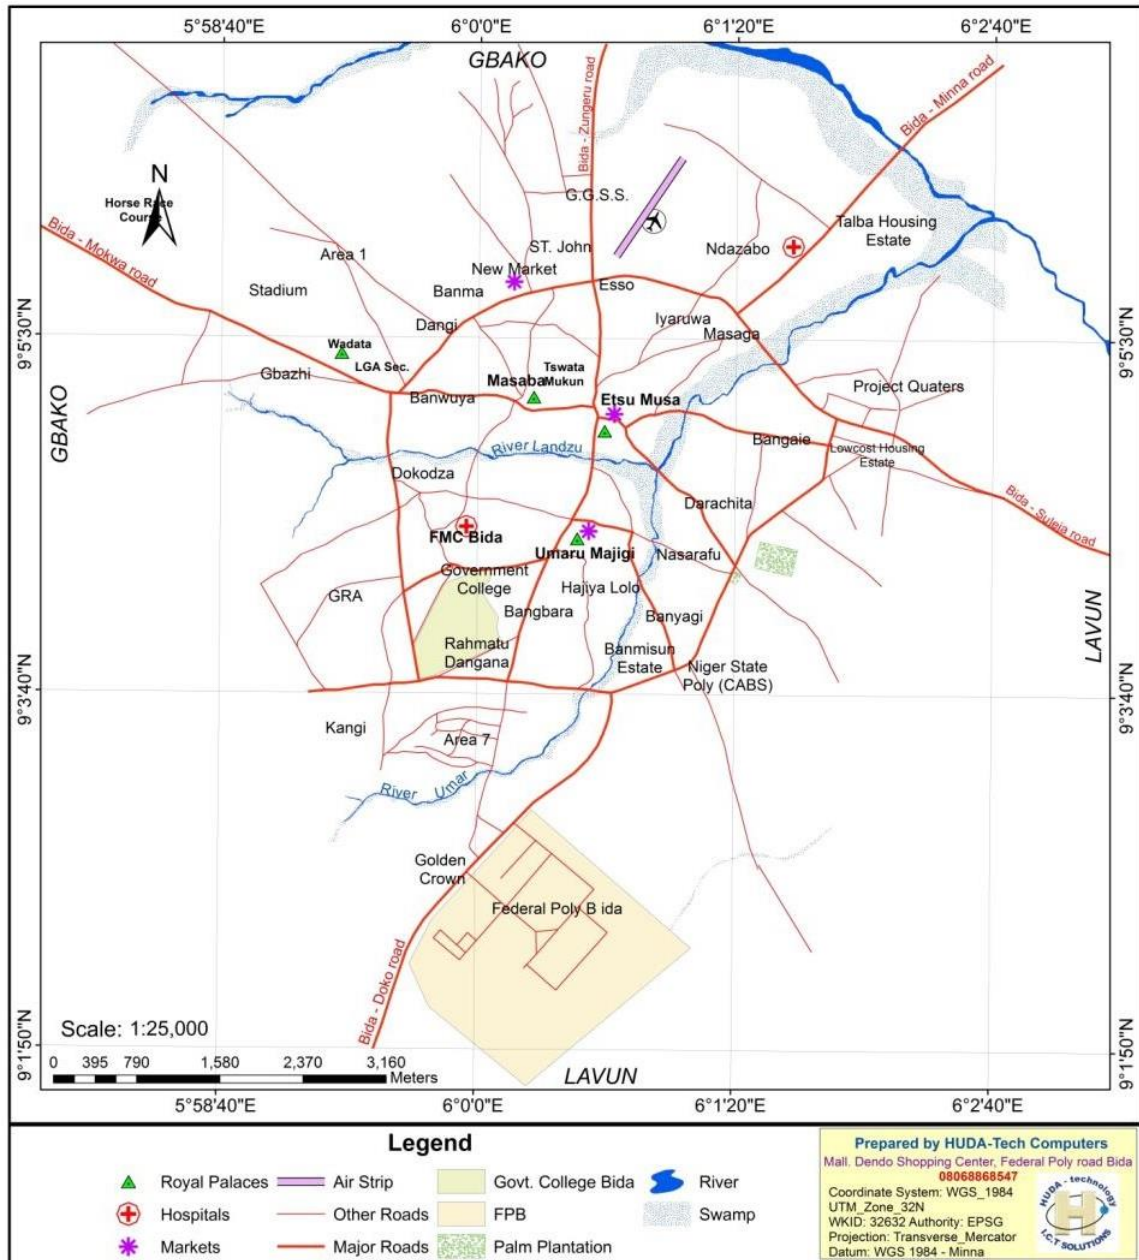 5°58'40"E
6°0'0"E
6°1'20"E
6°2'40"E
GBAKO
Bida - Zungeru road
Bida - Minna road
N
Horse Race
Course
G.G.S.S.
Talba Housing
Estate
Area 1
ST. John
Ndazabo
Bida - Mokwa road
New Market
Stadium
Banma
Esso
9°5'30"N
9°5'30"N
Dangi
Iyaruwa
Masaga
Wadata
LGA Sec.
Gbazhi
Tswata
Mukun
Masaba
Project Quaters
Banwuya
Etsu Musa
GBAKO
River Landzu
Bangaie
Lowcost Housing
Estate
Dokodza
Darachita
Bida - Suleja road
FMC Bida
Umaru Majigi
Nasarafu
Government
College
Hajiya Lolo
GRA
Bangbara
Banyagi
LAVUN
Rahmatu
Dangana
Banmisun
Estate
Niger State
Poly (CABS)
9°3'40"N
9°3'40"N
Kangi
Area 7
River Umar
Golden
Crown
Federal Poly B ida
Bida - Doko road
Scale: 1:25,000
9°1'50"N
9°1'50"N
0 395 790 1,580 2,370 3,160
Meters
LAVUN
5°58'40"E
6°0'0"E
6°1'20"E
6°2'40"E
Legend
Royal Palaces
Air Strip
Govt. College Bida
River
Hospitals
Other Roads
FPB
Swamp
Markets
Major Roads
Palm Plantation
Prepared by HUDA-Tech Computers
Mall. Dendo Shopping Center, Federal Poly road Bida
08068868547
Coordinate System: WGS_1984
UTM_Zone_32N
WKID: 32632 Authority: EPSG
Projection: Transverse_Mercator
Datum: WGS 1984 - Minna
HUDA - technology
H
I.C.T SOLUTIONS